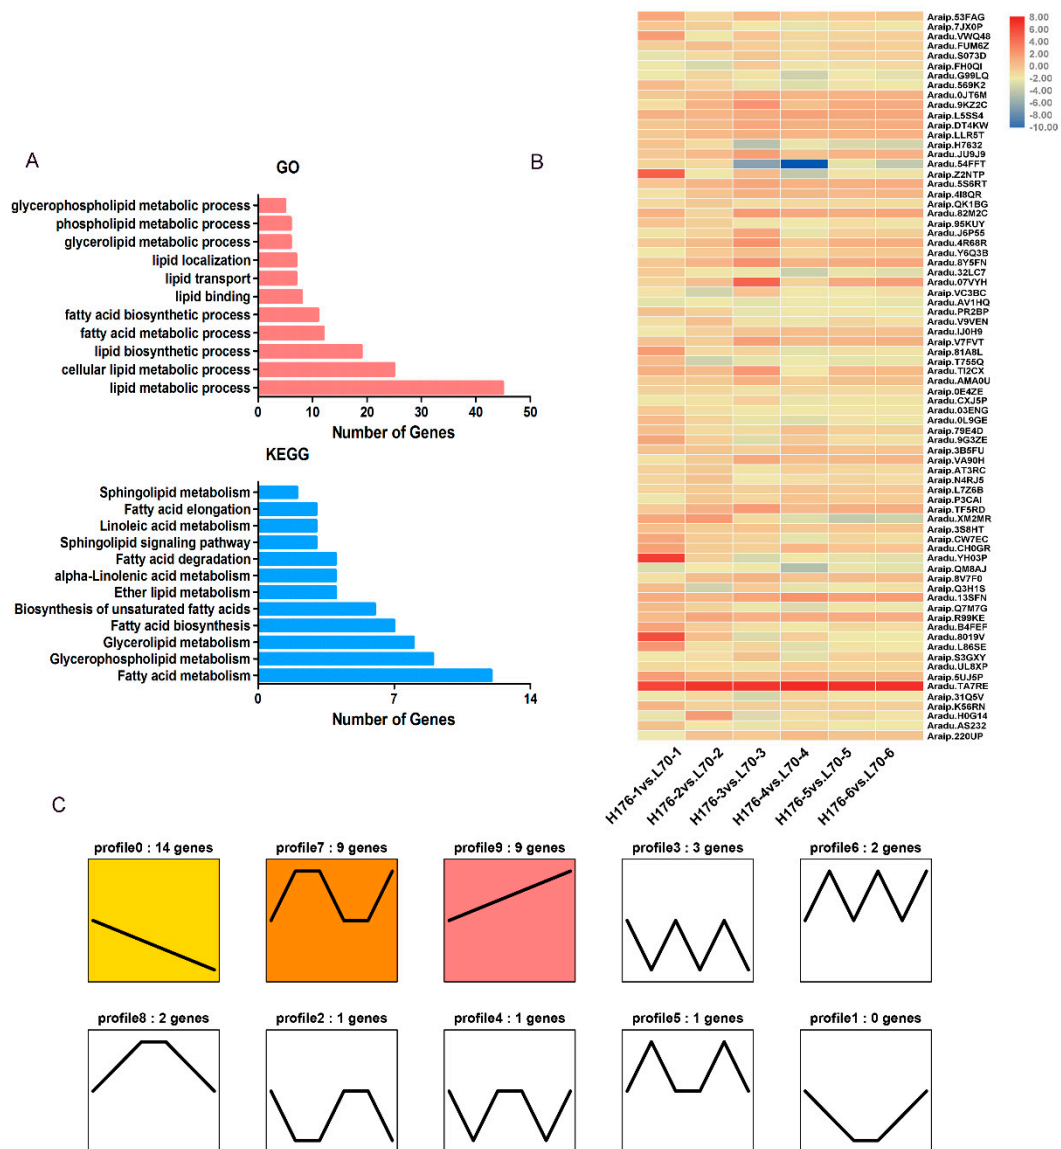 A
GO
glycerophospholipid metabolic process
phospholipid metabolic process
glycerolipid metabolic process
lipid localization
lipid transport
lipid binding
fatty acid biosynthetic process
fatty acid metabolic process
lipid biosynthetic process
cellular lipid metabolic process
lipid metabolic process
0 10 20 30 40 50
Number of Genes
KEGG
Sphingolipid metabolism
Fatty acid elongation
Linoleic acid metabolism
Sphingolipid signaling pathway
Fatty acid degradation
alpha-Linolenic acid metabolism
Ether lipid metabolism
Biosynthesis of unsaturated fatty acids
Fatty acid biosynthesis
Glycerolipid metabolism
Glycerophospholipid metabolism
Fatty acid metabolism
0 7 14
Number of Genes
B
Araip.53FAG
Araip.7JX0P
Aradu.VWQ48
Aradu.FUM6Z
Aradu.S073D
Araip.FH0QI
Aradu.G99LQ
Aradu.569K2
Aradu.0JT6M
Aradu.9KZ2C
Araip.L5SS4
Araip.DT4KW
Araip.LLR5T
Araip.H7632
Aradu.JU9J9
Aradu.54FFT
Araip.Z2NTP
Aradu.5S6RT
Araip.4I8QR
Araip.QK1BG
Aradu.82M2C
Araip.95KUY
Aradu.J6P55
Aradu.4R68R
Aradu.Y6Q3B
Aradu.8Y5FN
Aradu.32LC7
Aradu.07VYH
Araip.VC3BC
Aradu.AV1HQ
Aradu.PR2BP
Aradu.V9VEN
Aradu.IJ0H9
Araip.V7FVT
Araip.81A8L
Araip.T755Q
Aradu.TI2CX
Aradu.AMA0U
Araip.0E4ZE
Aradu.CXJ5P
Aradu.03ENG
Aradu.0L9GE
Araip.79E4D
Aradu.9G3ZE
Araip.3B5FU
Araip.VA90H
Araip.AT3RC
Araip.N4RJ5
Araip.L7Z6B
Araip.P3CAI
Araip.TF5RD
Aradu.XM2MR
Araip.3S8HT
Araip.CW7EC
Aradu.CH0GR
Aradu.YH03P
Araip.QM8AJ
Araip.8V7F0
Araip.Q3H1S
Aradu.13SFN
Araip.Q7M7G
Araip.R99KE
Aradu.B4FEF
Aradu.8019V
Aradu.L86SE
Araip.S3GXY
Aradu.UL8XP
Araip.5UJ5P
Aradu.TA7RE
Araip.31Q5V
Araip.K56RN
Aradu.H0G14
Aradu.AS232
Araip.220UP
8.00
6.00
4.00
2.00
0.00
-2.00
-4.00
-6.00
-8.00
-10.00
H176-1vs.L70-1
H176-2vs.L70-2
H176-3vs.L70-3
H176-4vs.L70-4
H176-5vs.L70-5
H176-6vs.L70-6
C
profile0 : 14 genes
profile7 : 9 genes
profile9 : 9 genes
profile3 : 3 genes
profile6 : 2 genes
profile8 : 2 genes
profile2 : 1 genes
profile4 : 1 genes
profile5 : 1 genes
profile1 : 0 genes